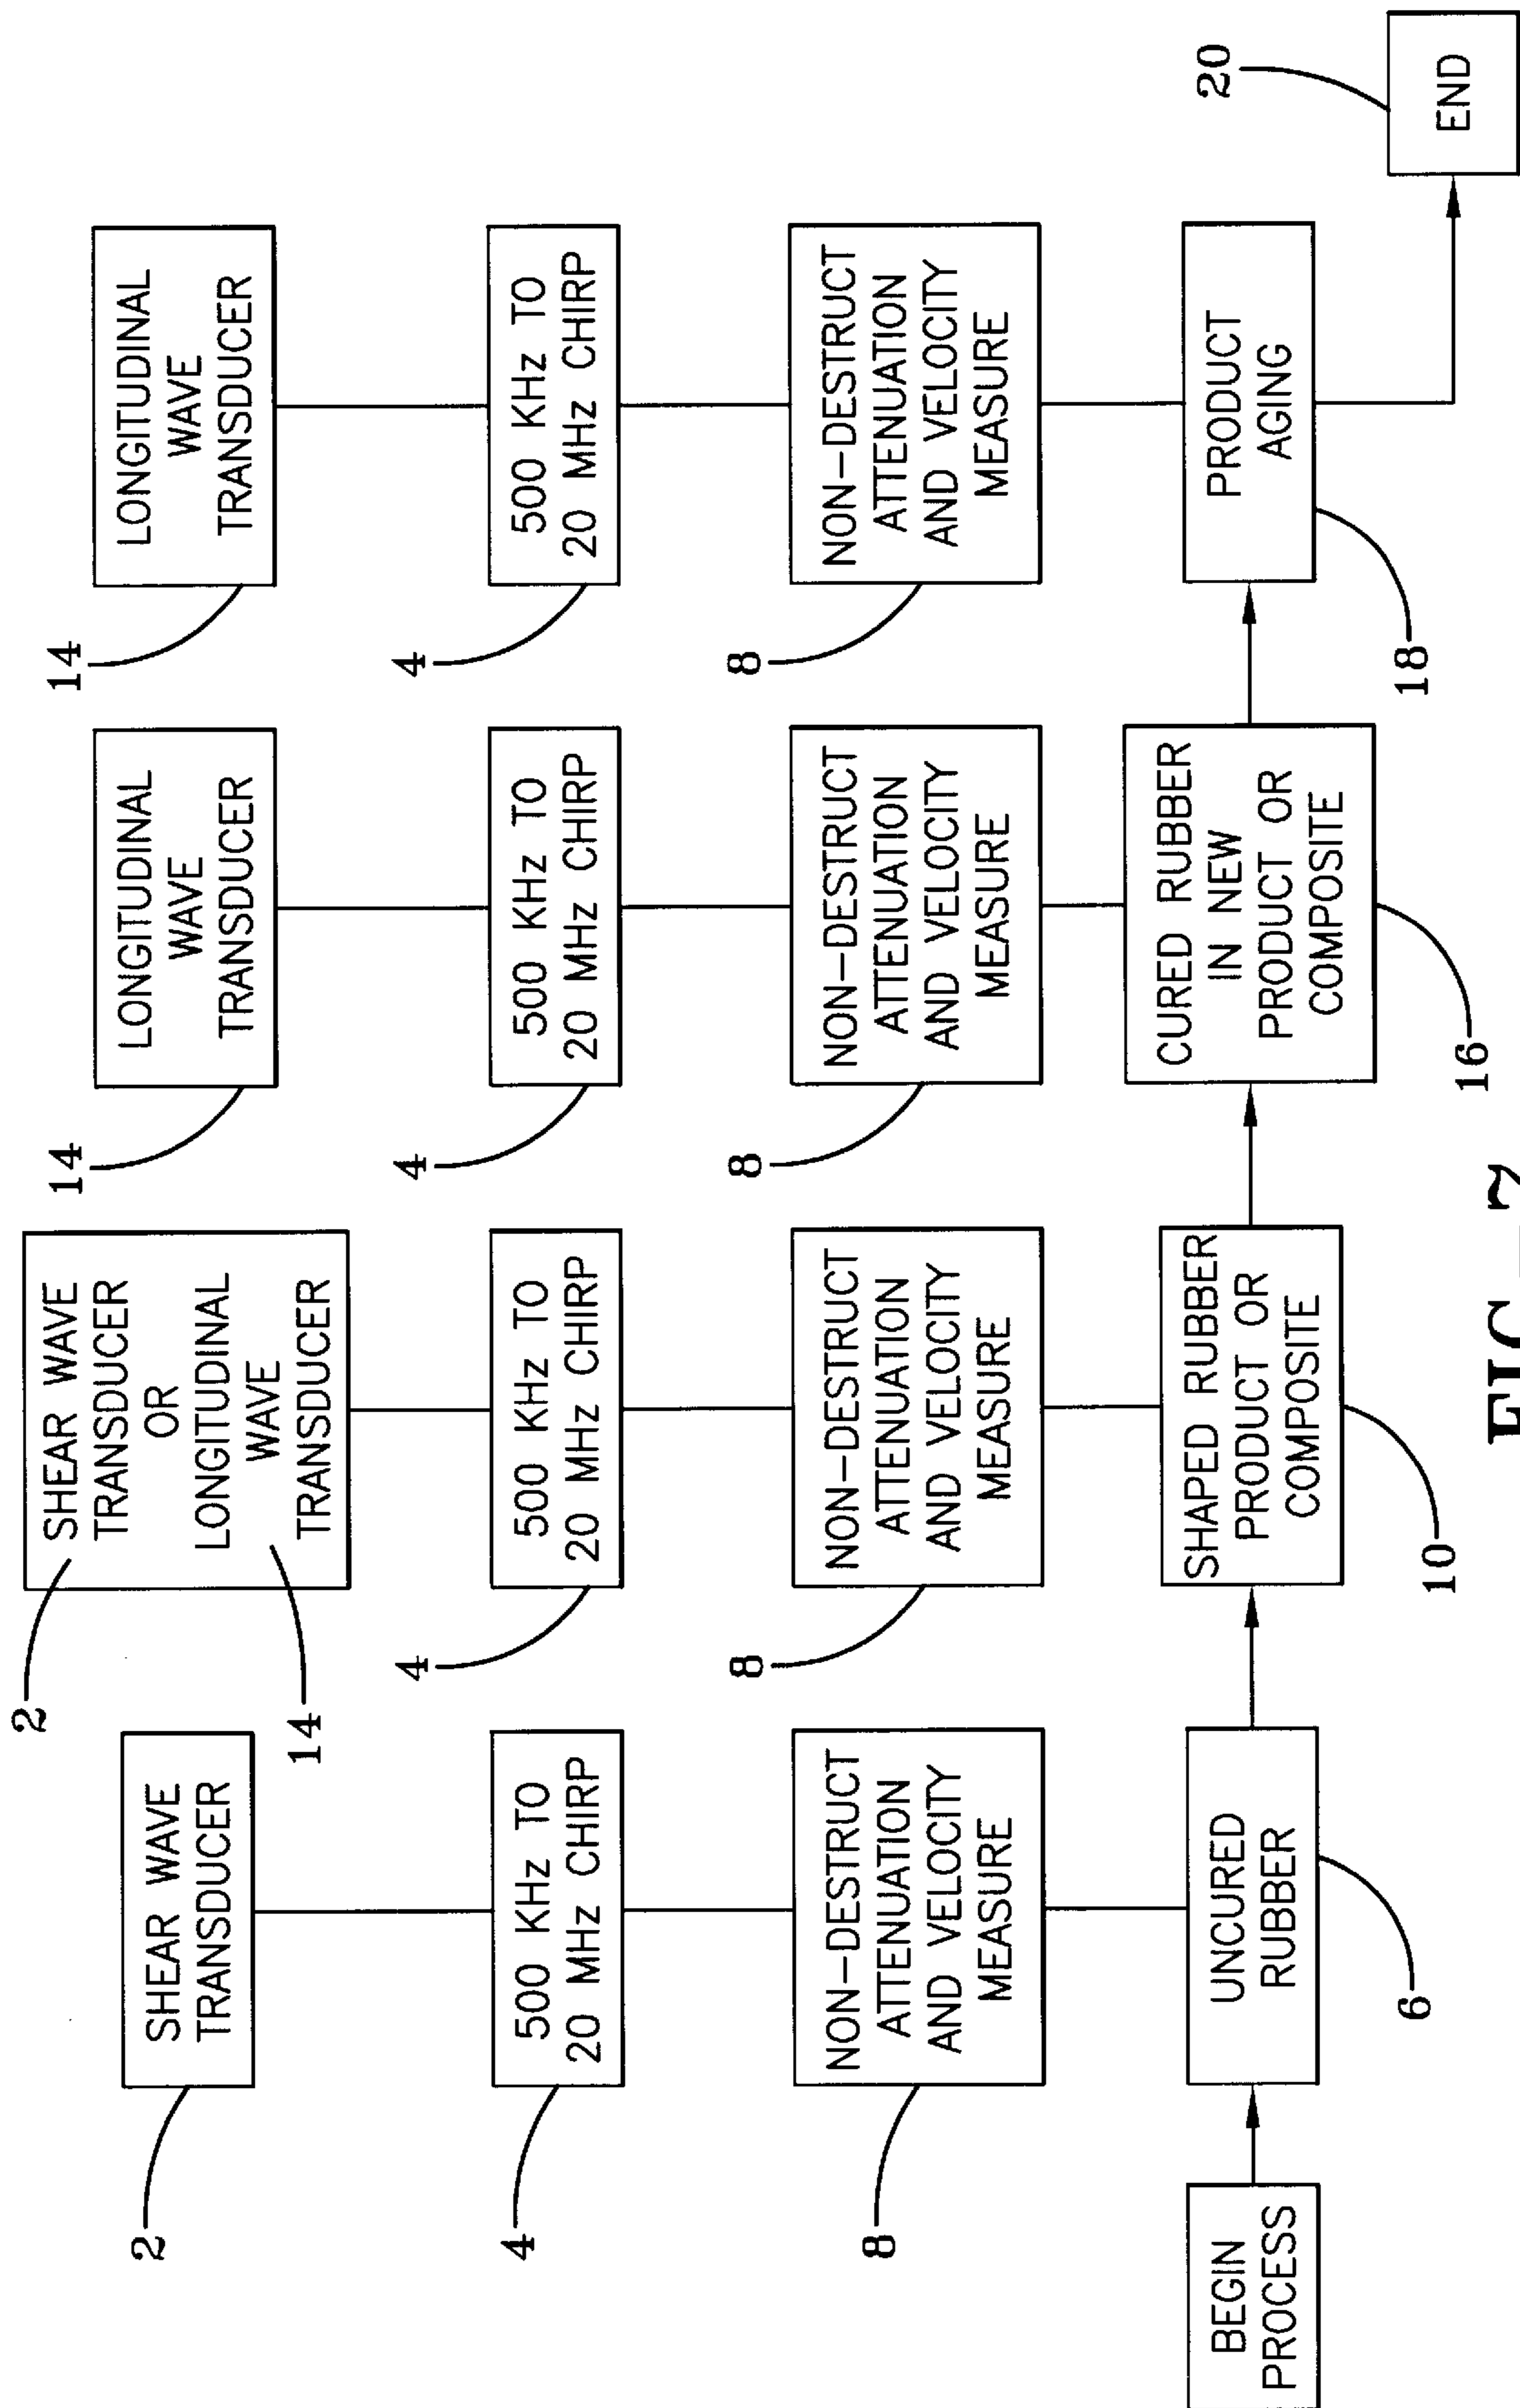 2
SHEAR WAVE
TRANSDUCER
2
14
SHEAR WAVE
TRANSDUCER
OR
LONGITUDINAL
WAVE
TRANSDUCER
14
LONGITUDINAL
WAVE
TRANSDUCER
14
LONGITUDINAL
WAVE
TRANSDUCER
4
500 KHz TO
20 MHz CHIRP
4
500 KHz TO
20 MHz CHIRP
4
500 KHz TO
20 MHz CHIRP
4
500 KHz TO
20 MHz CHIRP
8
NON-DESTRUCT
ATTENUATION
AND VELOCITY
MEASURE
8
NON-DESTRUCT
ATTENUATION
AND VELOCITY
MEASURE
8
NON-DESTRUCT
ATTENUATION
AND VELOCITY
MEASURE
8
NON-DESTRUCT
ATTENUATION
AND VELOCITY
MEASURE
BEGIN
PROCESS
UNCURED
RUBBER
6
SHAPED RUBBER
PRODUCT OR
COMPOSITE
10
CURED RUBBER
IN NEW
PRODUCT OR
COMPOSITE
16
PRODUCT
AGING
18
20
END
FIG-7